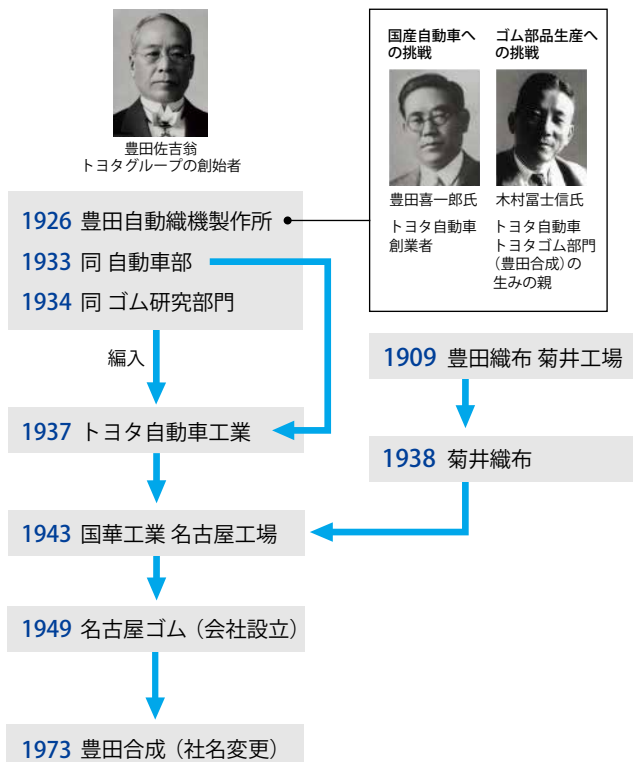 豊田佐吉翁
トヨタグループの創始者
国産自動車へ
の挑戦
豊田喜一郎氏
トヨタ自動車
創業者
ゴム部品生産へ
の挑戦
木村冨士信氏
トヨタ自動車
トヨタゴム部門
（豊田合成）の
生みの親
1926 豊田自動織機製作所
1933 同 自動車部
1934 同 ゴム研究部門
編入
1909 豊田織布 菊井工場
1937 トヨタ自動車工業
1938 菊井織布
1943 国華工業 名古屋工場
1949 名古屋ゴム（会社設立）
1973 豊田合成（社名変更）